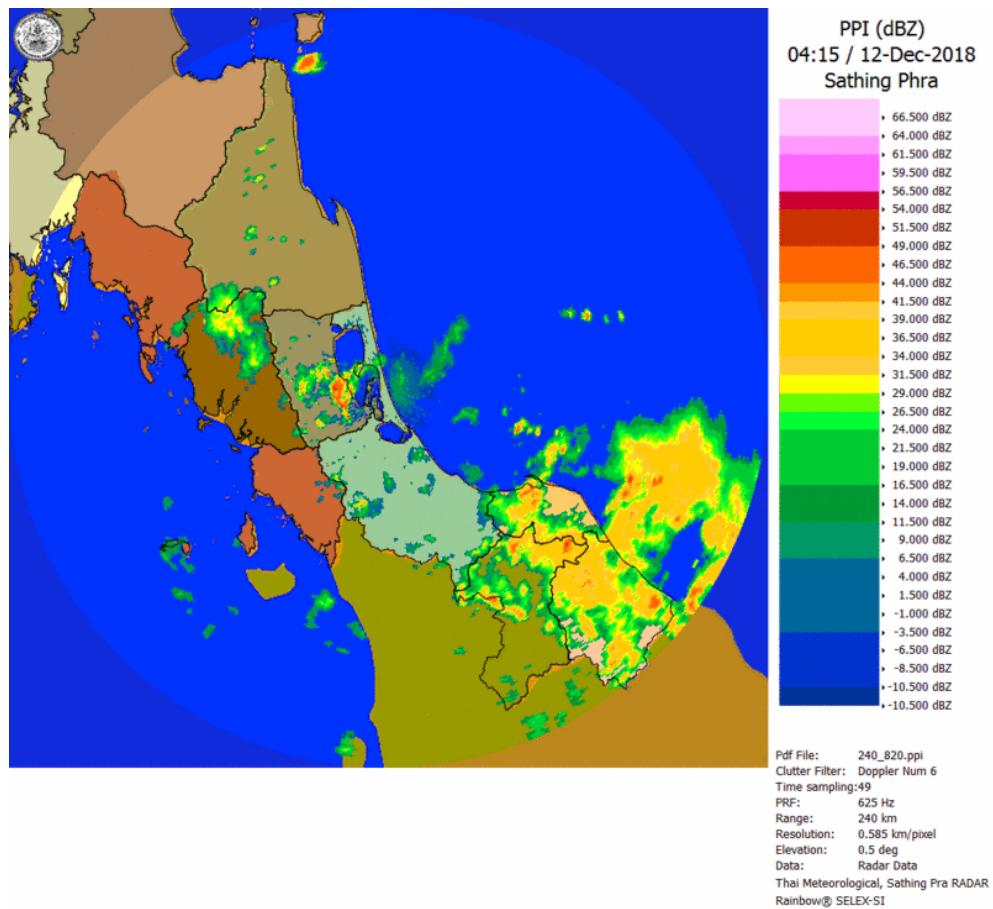 PPI (dBZ)
04:15 / 12-Dec-2018
Sathing Phra
66.500 dBZ
64.000 dBZ
61.500 dBZ
59.500 dBZ
56.500 dBZ
54.000 dBZ
51.500 dBZ
49.000 dBZ
46.500 dBZ
44.000 dBZ
41.500 dBZ
39.000 dBZ
36.500 dBZ
34.000 dBZ
31.500 dBZ
29.000 dBZ
26.500 dBZ
24.000 dBZ
21.500 dBZ
19.000 dBZ
16.500 dBZ
14.000 dBZ
11.500 dBZ
9.000 dBZ
6.500 dBZ
4.000 dBZ
1.500 dBZ
-1.000 dBZ
-3.500 dBZ
-6.500 dBZ
-8.500 dBZ
-10.500 dBZ
-10.500 dBZ
Pdf File: 240_820.ppi
Clutter Filter: Doppler Num 6
Time sampling:49
PRF: 625 Hz
Range: 240 km
Resolution: 0.585 km/pixel
Elevation: 0.5 deg
Data: Radar Data
Thai Meteorological, Sathing Pra RADAR
Rainbow® SELEX-SI